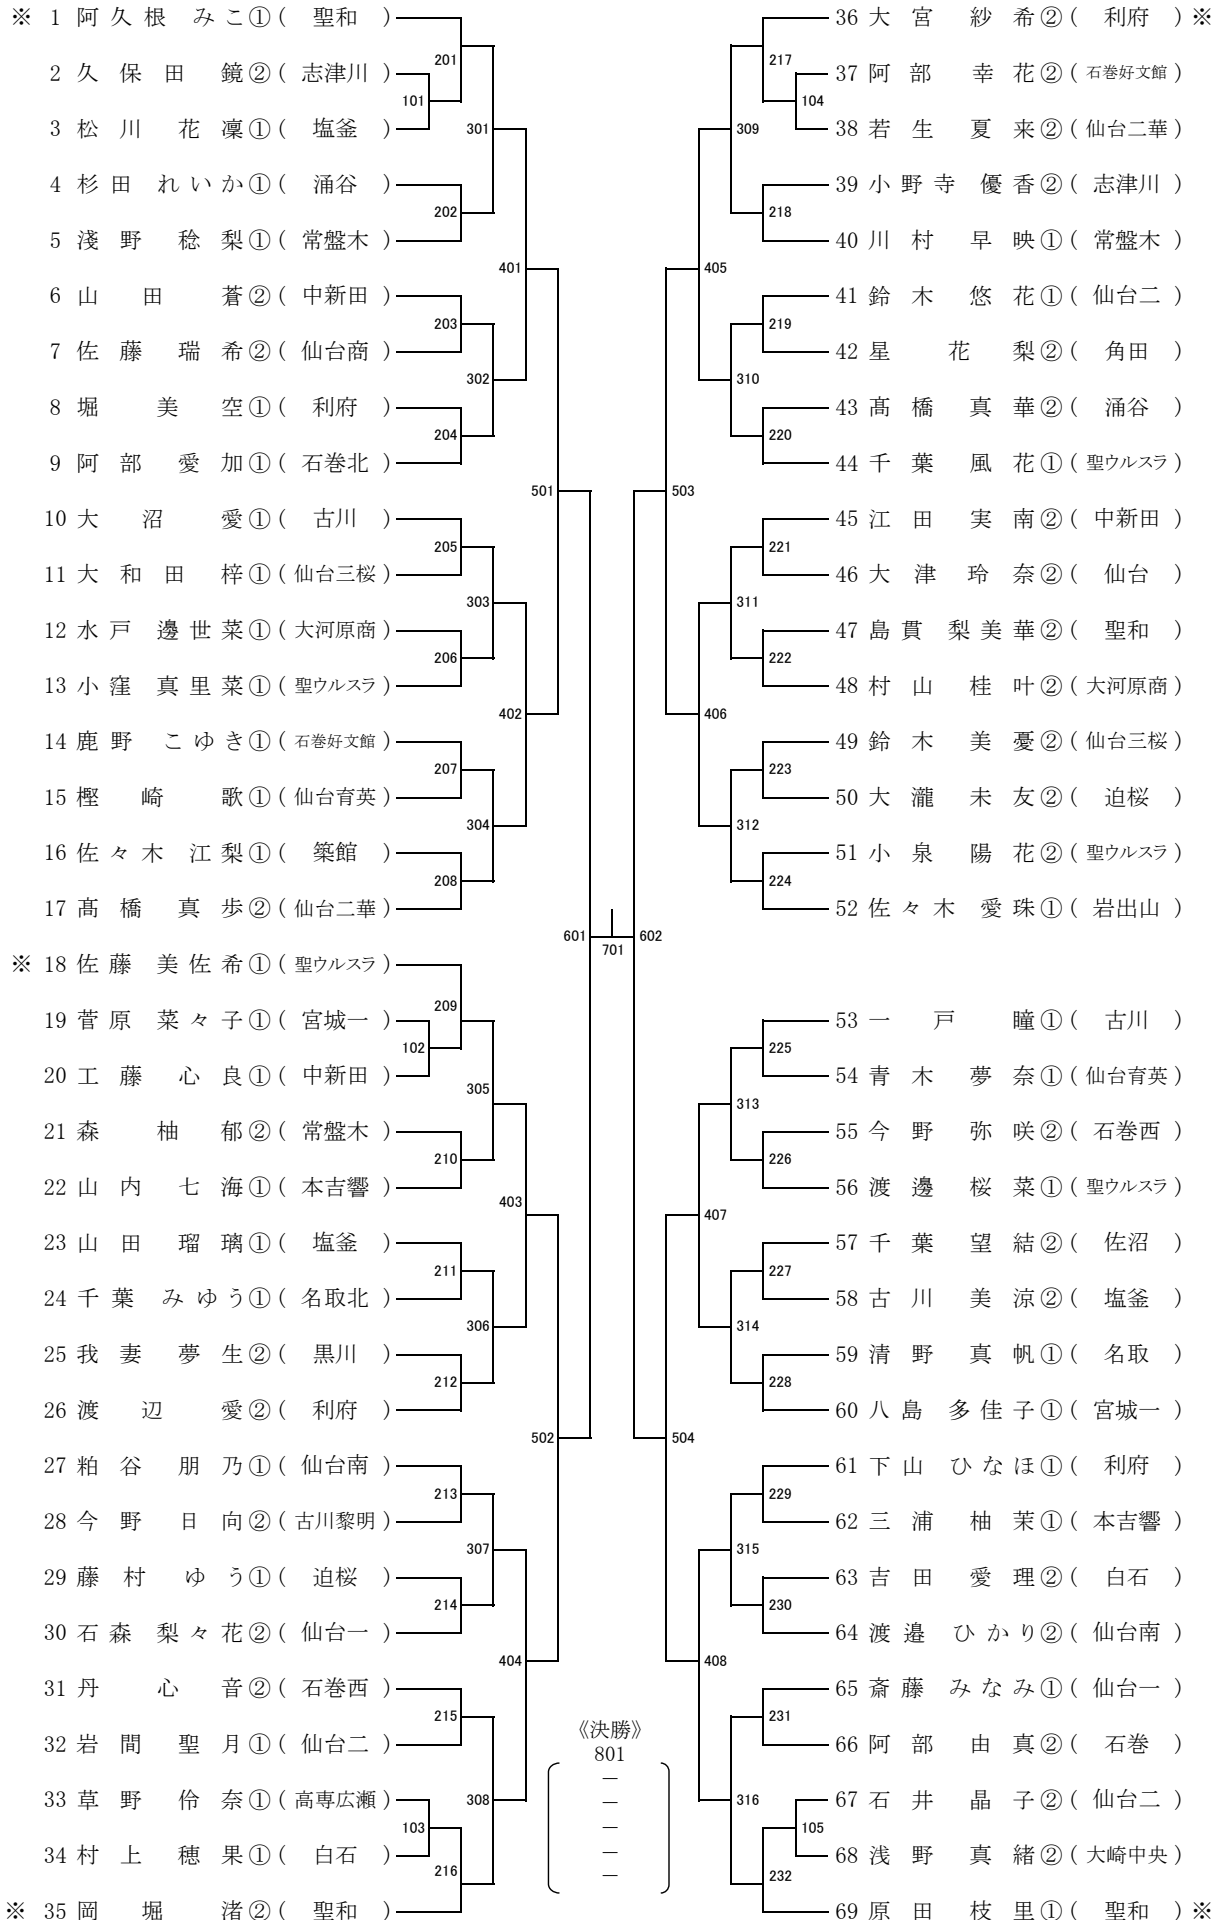 ※ 1 阿久根 みこ①( 聖和 )
201
2 久保田 鏡②( 志津川 )
101
3 松川 花凜①( 塩釜 )
301
4 杉田 れいか①( 涌谷 )
202
5 淺野 稔梨①( 常盤木 )
401
6 山田 蒼②( 中新田 )
203
7 佐藤 瑞希②( 仙台商 )
302
8 堀 美空①( 利府 )
204
9 阿部 愛加①( 石巻北 )
501
10 大沼 愛①( 古川 )
205
11 大和田 梓①( 仙台三桜 )
303
12 水戸邊世菜①( 大河原商 )
206
13 小窪 真里菜①( 聖ウルスラ )
402
14 鹿野 こゆき①( 石巻好文館 )
207
15 樫崎 歌①( 仙台育英 )
304
16 佐々木 江梨①( 築館 )
208
17 髙橋 真歩②( 仙台二華 )
601
701
602
※ 18 佐藤 美佐希①( 聖ウルスラ )
209
19 菅原 菜々子①( 宮城一 )
102
20 工藤 心良①( 中新田 )
305
21 森 柚郁②( 常盤木 )
210
22 山内 七海①( 本吉響 )
403
23 山田 瑠璃①( 塩釜 )
211
24 千葉 みゆう①( 名取北 )
306
25 我妻 夢生②( 黒川 )
212
26 渡辺 愛②( 利府 )
502
27 粕谷 朋乃①( 仙台南 )
213
28 今野 日向②( 古川黎明 )
307
29 藤村 ゆう①( 迫桜 )
214
30 石森 梨々花②( 仙台一 )
404
31 丹 心音②( 石巻西 )
215
32 岩間 聖月①( 仙台二 )
33 草野 伶奈①( 高専広瀬 )
308
103
34 村上 穂果①( 白石 )
216
※ 35 岡堀 渚②( 聖和 )
《決勝》
801
－
－
－
－
－
36 大宮 紗希②( 利府 )※
217
37 阿部 幸花②( 石巻好文館 )
104
38 若生 夏来②( 仙台二華 )
309
39 小野寺 優香②( 志津川 )
218
40 川村 早映①( 常盤木 )
405
41 鈴木 悠花①( 仙台二 )
219
42 星 花梨②( 角田 )
310
43 髙橋 真華②( 涌谷 )
220
44 千葉 風花①( 聖ウルスラ )
503
45 江田 実南②( 中新田 )
221
46 大津 玲奈②( 仙台 )
311
47 島貫 梨美華②( 聖和 )
222
48 村山 桂叶②( 大河原商 )
406
49 鈴木 美憂②( 仙台三桜 )
223
50 大瀧 未友②( 迫桜 )
312
51 小泉 陽花②( 聖ウルスラ )
224
52 佐々木 愛珠①( 岩出山 )
53 一戸 瞳①( 古川 )
225
54 青木 夢奈①( 仙台育英 )
313
55 今野 弥咲②( 石巻西 )
226
56 渡邊 桜菜①( 聖ウルスラ )
407
57 千葉 望結②( 佐沼 )
227
58 古川 美涼②( 塩釜 )
314
59 清野 真帆①( 名取 )
228
60 八島 多佳子①( 宮城一 )
504
61 下山 ひなほ①( 利府 )
229
62 三浦 柚茉①( 本吉響 )
315
63 吉田 愛理②( 白石 )
230
64 渡邉 ひかり②( 仙台南 )
408
65 斎藤 みなみ①( 仙台一 )
231
66 阿部 由真②( 石巻 )
316
67 石井 晶子②( 仙台二 )
105
68 浅野 真緒②( 大崎中央 )
232
69 原田 枝里①( 聖和 )※